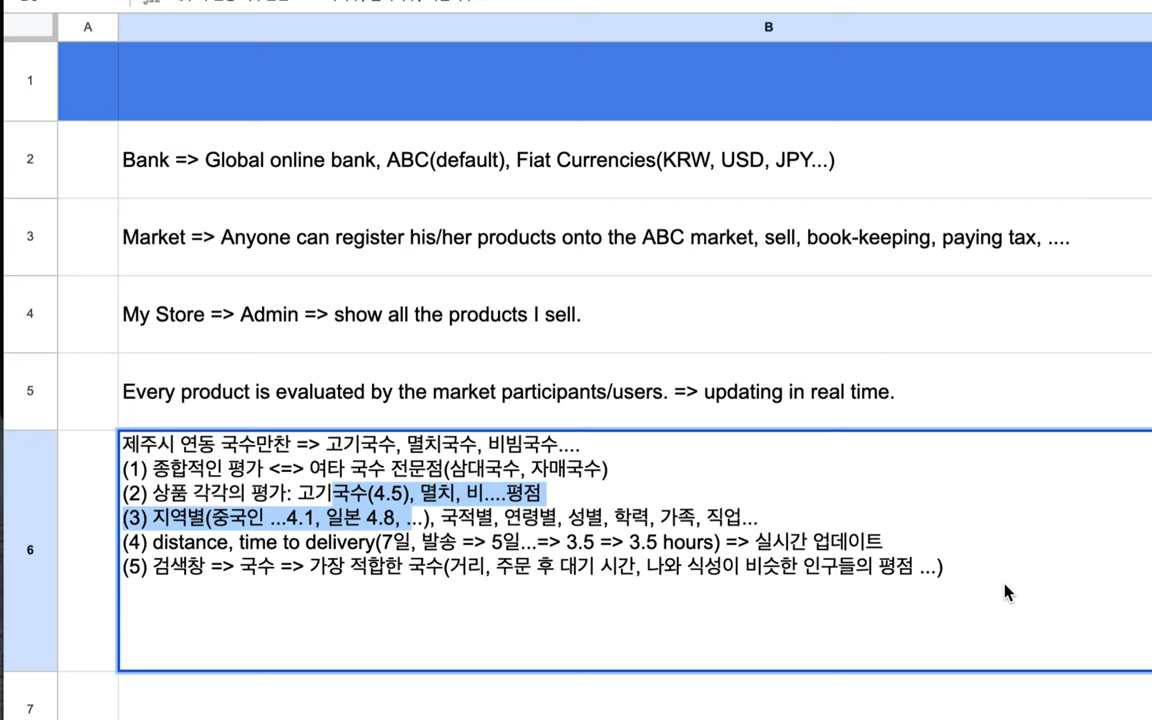 A
B
1
2
Bank => Global online bank, ABC(default), Fiat Currencies(KRW, USD, JPY...)
3
Market => Anyone can register his/her products onto the ABC market, sell, book-keeping, paying tax, ....
4
My Store => Admin => show all the products I sell.
5
Every product is evaluated by the market participants/users. => updating in real time.
6
제주시 연동 국수만찬 => 고기국수, 멸치국수, 비빔국수....
(1) 종합적인 평가 <=> 여타 국수 전문점(삼대국수, 자매국수)
(2) 상품 각각의 평가: 고기국수(4.5), 멸치, 비....평점
(3) 지역별(중국인 ...4.1, 일본 4.8, ...), 국적별, 연령별, 성별, 학력, 가족, 직업...
(4) distance, time to delivery(7일, 발송 => 5일...=> 3.5 => 3.5 hours) => 실시간 업데이트
(5) 검색창 => 국수 => 가장 적합한 국수(거리, 주문 후 대기 시간, 나와 식성이 비슷한 인구들의 평점 ...)
7